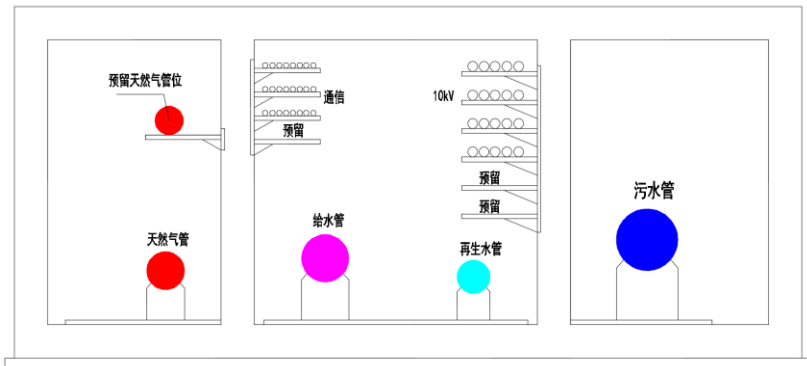 预留天然气管位
通信
10kV
预留
预留
预留
污水管
给水管
天然气管
再生水管